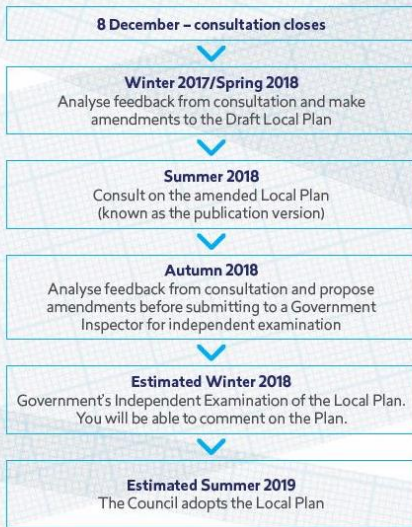 8 December – consultation closes
Winter 2017/Spring 2018
Analyse feedback from consultation and make
amendments to the Draft Local Plan
Summer 2018
Consult on the amended Local Plan
(known as the publication version)
Autumn 2018
Analyse feedback from consultation and propose
amendments before submitting to a Government
Inspector for independent examination
Estimated Winter 2018
Government's Independent Examination of the Local Plan.
You will be able to comment on the Plan.
Estimated Summer 2019
The Council adopts the Local Plan